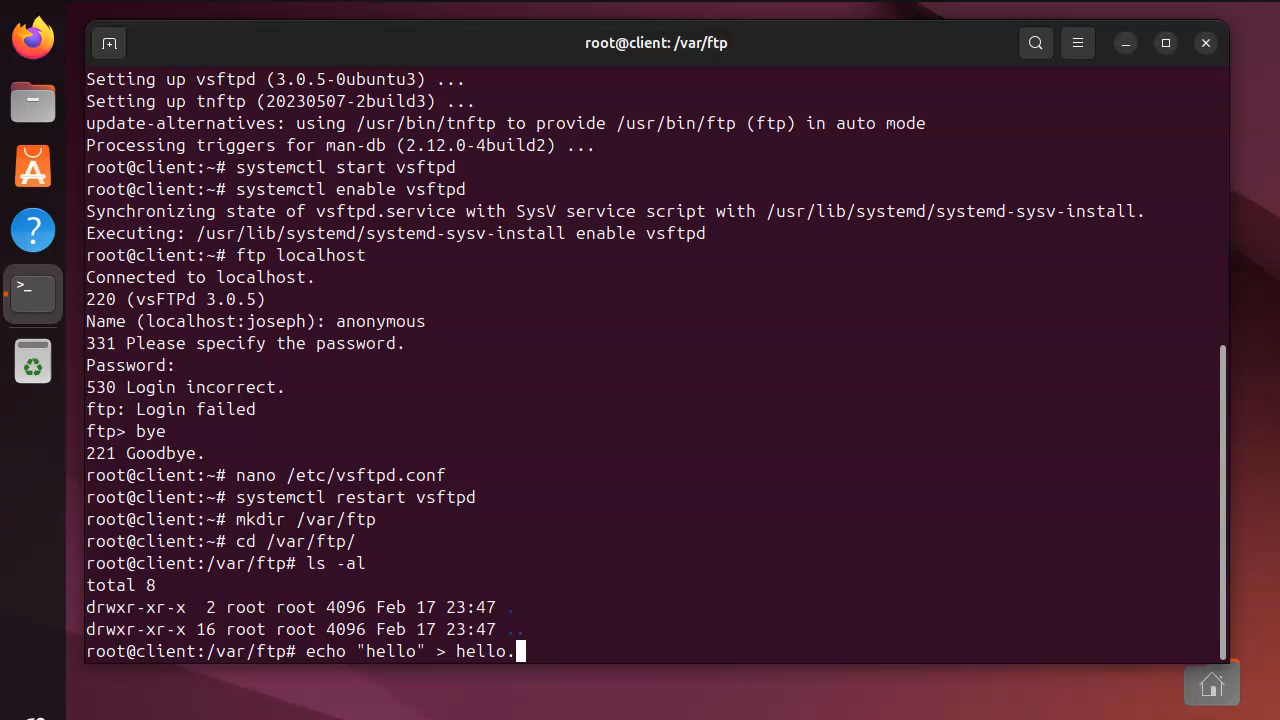 root@client: /var/ftp
Setting up vsftpd (3.0.5-0ubuntu3) ...
Setting up tnftp (20230507-2build3) ...
update-alternatives: using /usr/bin/tnftp to provide /usr/bin/ftp (ftp) in auto mode
Processing triggers for man-db (2.12.0-4build2) ...
root@client:~# systemctl start vsftpd
root@client:~# systemctl enable vsftpd
Synchronizing state of vsftpd.service with SysV service script with /usr/lib/systemd/systemd-sysv-install.
Executing: /usr/lib/systemd/systemd-sysv-install enable vsftpd
root@client:~# ftp localhost
Connected to localhost.
220 (vsFTPd 3.0.5)
Name (localhost:joseph): anonymous
331 Please specify the password.
Password:
530 Login incorrect.
ftp: Login failed
ftp> bye
221 Goodbye.
root@client:~# nano /etc/vsftpd.conf
root@client:~# systemctl restart vsftpd
root@client:~# mkdir /var/ftp
root@client:~# cd /var/ftp/
root@client:/var/ftp# ls -al
total 8
drwxr-xr-x  2 root root 4096 Feb 17 23:47 .
drwxr-xr-x 16 root root 4096 Feb 17 23:47 ..
root@client:/var/ftp# echo "hello" > hello.